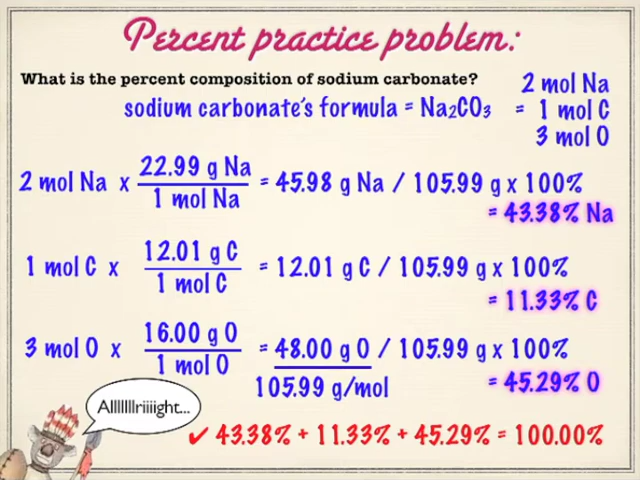 Percent practice problem:
What is the percent composition of sodium carbonate?
2 mol Na
sodium carbonate's formula = Na₂CO₃ = 1 mol C
3 mol O
2 mol Na x 22.99 g Na / 1 mol Na = 45.98 g Na / 105.99 g x 100%
= 43.38% Na
1 mol C x 12.01 g C / 1 mol C = 12.01 g C / 105.99 g x 100%
= 11.33% C
3 mol O x 16.00 g O / 1 mol O = 48.00 g O / 105.99 g x 100%
105.99 g/mol
= 45.29% O
Alllllllriiiiight...
✔ 43.38% + 11.33% + 45.29% = 100.00%